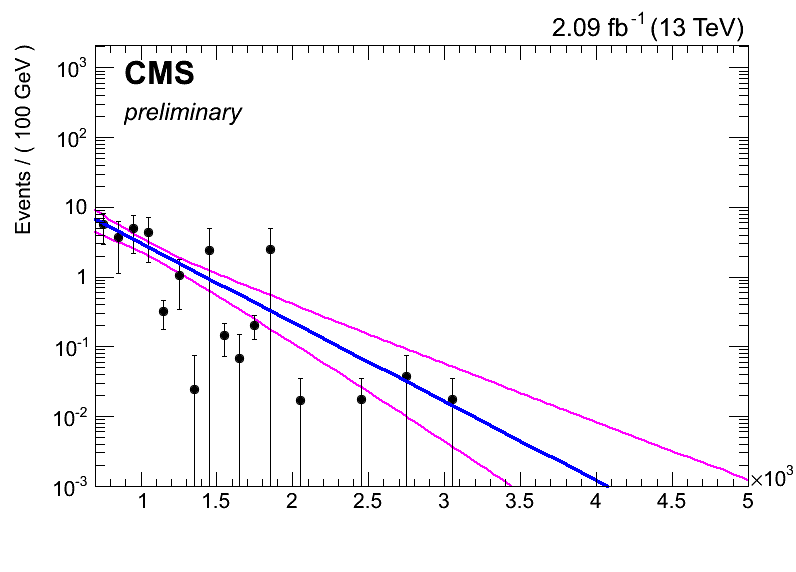 2.09 fb⁻¹ (13 TeV)
CMS
preliminary
Events / ( 100 GeV )
10³
10²
10
1
10⁻¹
10⁻²
10⁻³
1 1.5 2 2.5 3 3.5 4 4.5 5
×10³